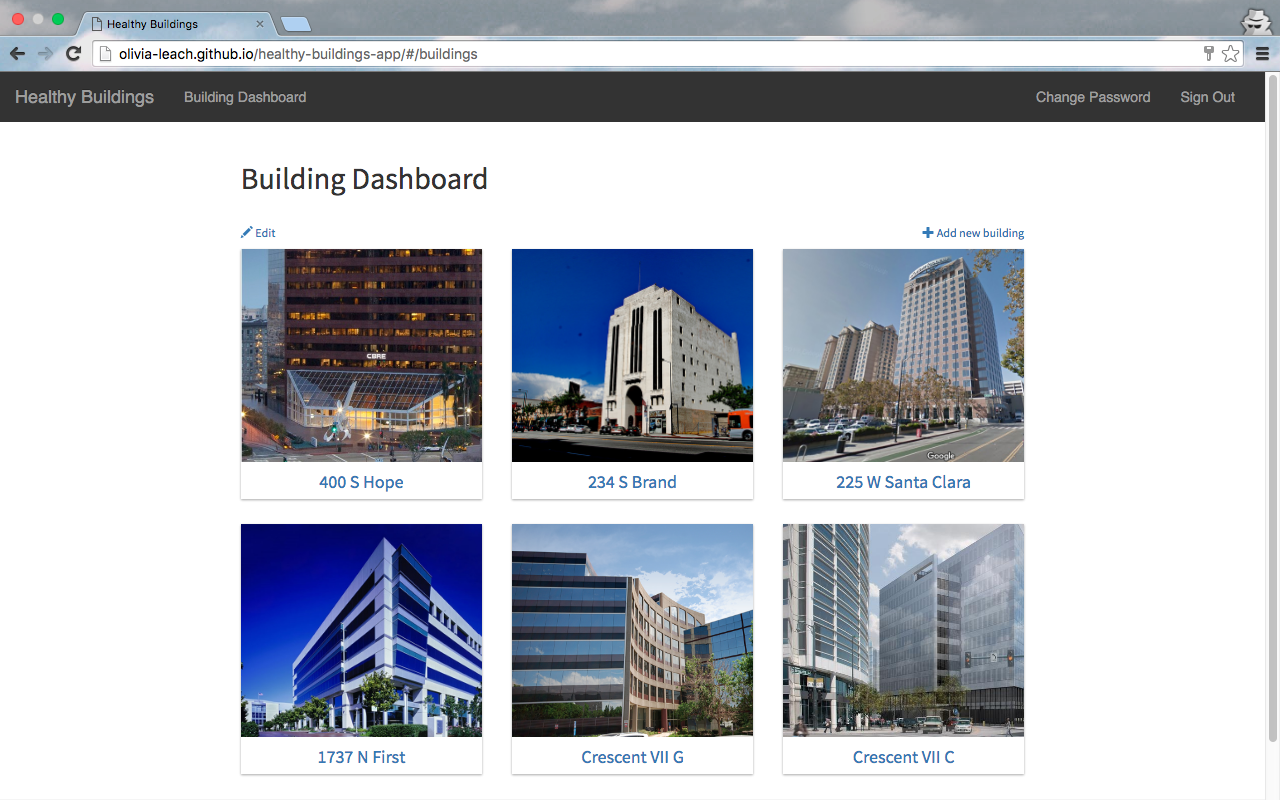 Healthy Buildings
olivia-leach.github.io/healthy-buildings-app/#/buildings
Healthy Buildings Building Dashboard Change Password Sign Out
Building Dashboard
Edit Add new building
CBRE
Google
400 S Hope 234 S Brand 225 W Santa Clara
1737 N First Crescent VII G Crescent VII C